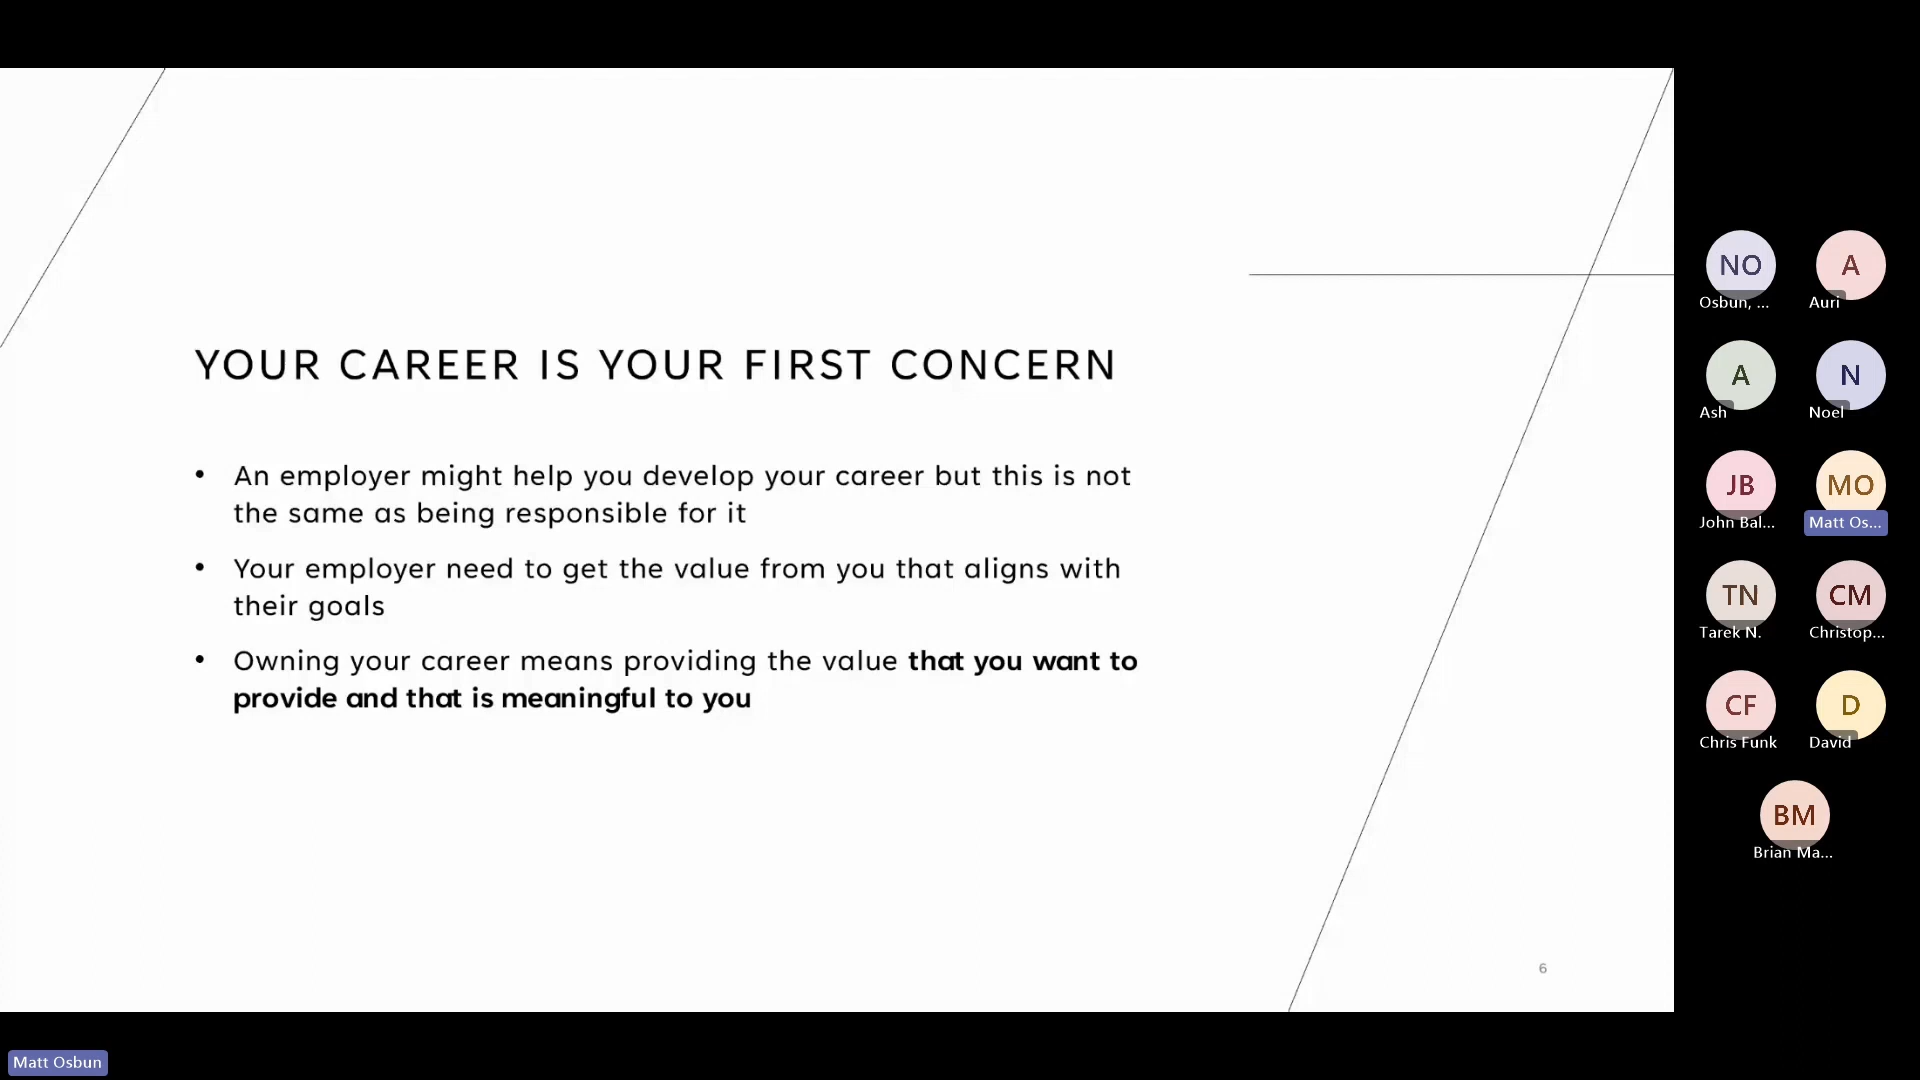 YOUR CAREER IS YOUR FIRST CONCERN
• An employer might help you develop your career but this is not
the same as being responsible for it
• Your employer need to get the value from you that aligns with
their goals
• Owning your career means providing the value that you want to
provide and that is meaningful to you
6
NO
Osbun, ...
A
Auri
A
Ash
N
Noel
JB
John Bal...
MO
Matt Os...
TN
Tarek N.
CM
Christop...
CF
Chris Funk
D
David
BM
Brian Ma...
Matt Osbun